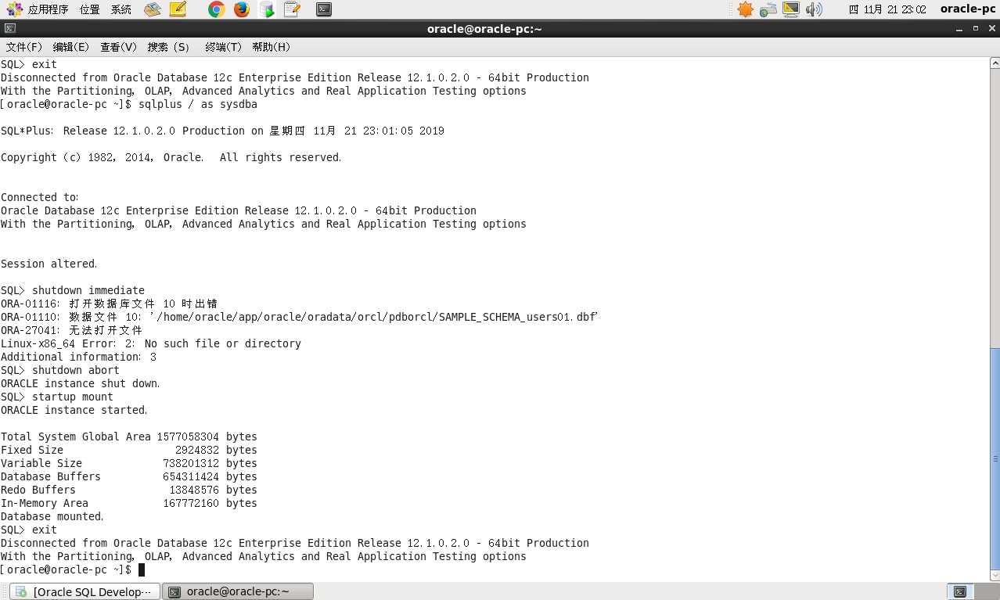 应用程序 位置 系统
四 11月 21 23:02 oracle-pc
oracle@oracle-pc:~
文件(F) 编辑(E) 查看(V) 搜索 (S) 终端(T) 帮助(H)
SQL> exit
Disconnected from Oracle Database 12c Enterprise Edition Release 12.1.0.2.0 - 64bit Production
With the Partitioning, OLAP, Advanced Analytics and Real Application Testing options
[oracle@oracle-pc ~]$ sqlplus / as sysdba
SQL*Plus: Release 12.1.0.2.0 Production on 星期四 11月 21 23:01:05 2019
Copyright (c) 1982, 2014, Oracle.  All rights reserved.
Connected to:
Oracle Database 12c Enterprise Edition Release 12.1.0.2.0 - 64bit Production
With the Partitioning, OLAP, Advanced Analytics and Real Application Testing options
Session altered.
SQL> shutdown immediate
ORA-01116: 打开数据库文件 10 时出错
ORA-01110: 数据文件 10: '/home/oracle/app/oracle/oradata/orcl/pdborcl/SAMPLE_SCHEMA_users01.dbf'
ORA-27041: 无法打开文件
Linux-x86_64 Error: 2: No such file or directory
Additional information: 3
SQL> shutdown abort
ORACLE instance shut down.
SQL> startup mount
ORACLE instance started.
Total System Global Area 1577058304 bytes
Fixed Size 2924832 bytes
Variable Size 738201312 bytes
Database Buffers 654311424 bytes
Redo Buffers 13848576 bytes
In-Memory Area 167772160 bytes
Database mounted.
SQL> exit
Disconnected from Oracle Database 12c Enterprise Edition Release 12.1.0.2.0 - 64bit Production
With the Partitioning, OLAP, Advanced Analytics and Real Application Testing options
[oracle@oracle-pc ~]$
[Oracle SQL Develop··· oracle@oracle-pc:~